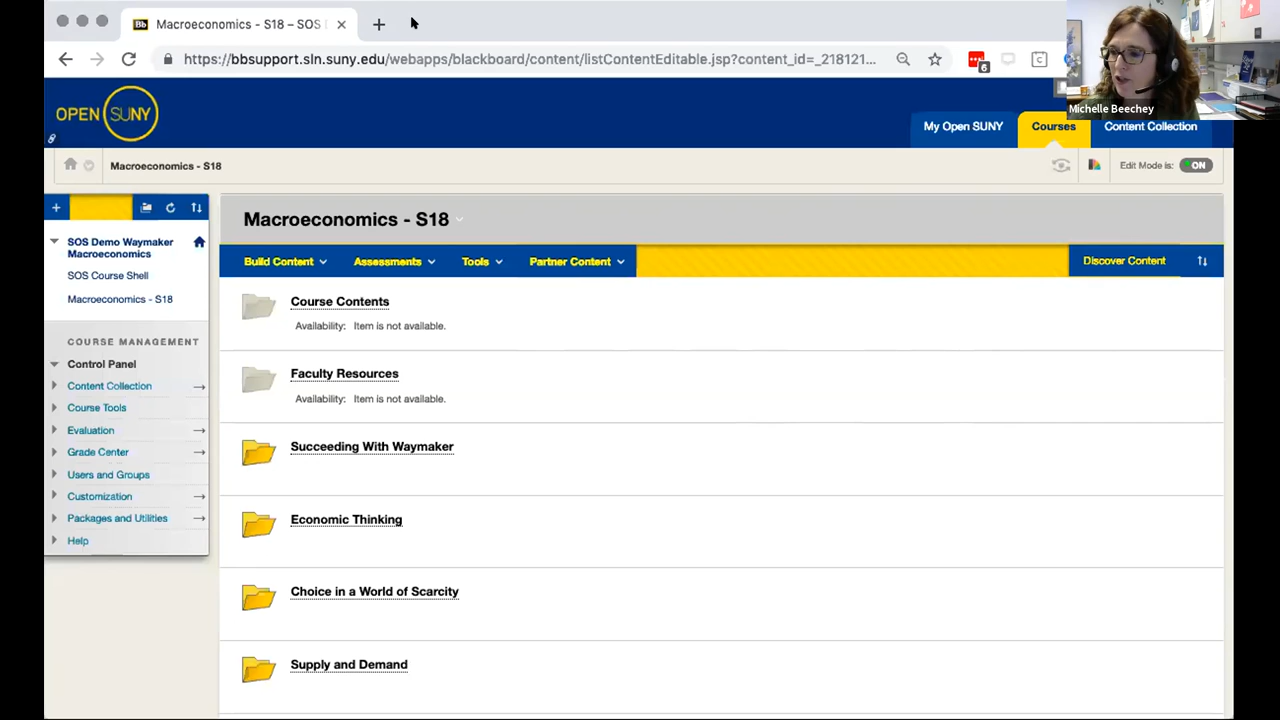 Bb Macroeconomics - S18 – SOS D
https://bbsupport.sln.suny.edu/webapps/blackboard/content/listContentEditable.jsp?content_id=_218121...
6
C
Michelle Beechey
OPEN SUNY
My Open SUNY
Courses
Content Collection
Macroeconomics - S18
Edit Mode is: ON
SOS Demo Waymaker
Macroeconomics
SOS Course Shell
Macroeconomics - S18
COURSE MANAGEMENT
Control Panel
Content Collection
Course Tools
Evaluation
Grade Center
Users and Groups
Customization
Packages and Utilities
Help
Macroeconomics - S18
Build Content
Assessments
Tools
Partner Content
Discover Content
Course Contents
Availability: Item is not available.
Faculty Resources
Availability: Item is not available.
Succeeding With Waymaker
Economic Thinking
Choice in a World of Scarcity
Supply and Demand